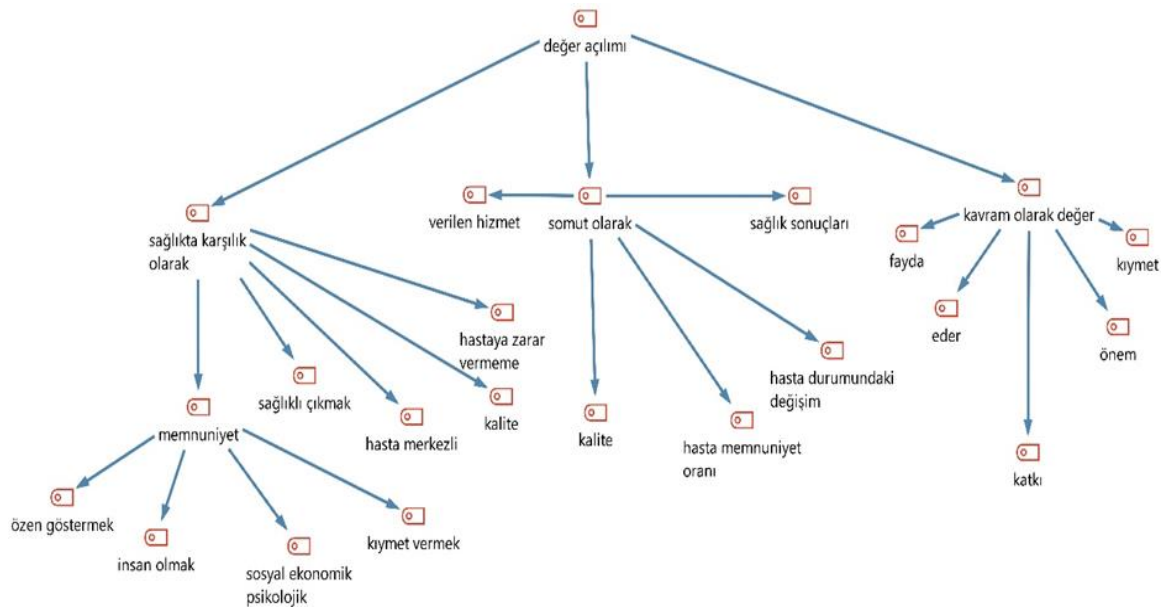 değer açılımı
sağlıkta karşılık
olarak
verilen hizmet
somut olarak
sağlık sonuçları
kavram olarak değer
fayda
kıymet
eder
önem
katkı
hastaya zarar
vermeme
sağlıklı çıkmak
hasta merkezli
kalite
memnuniyet
kalite
hasta memnuniyet
oranı
hasta durumundaki
değişim
özen göstermek
insan olmak
sosyal ekonomik
psikolojik
kıymet vermek